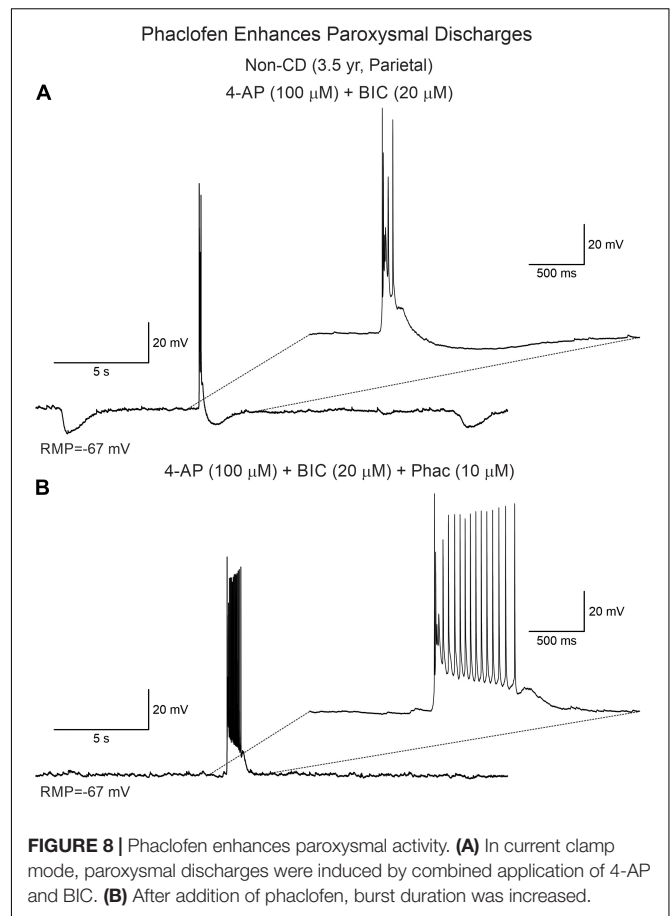 Phaclofen Enhances Paroxysmal Discharges
Non-CD (3.5 yr, Parietal)
A
4-AP (100 μM) + BIC (20 μM)
20 mV
500 ms
20 mV
5 s
RMP=-67 mV
4-AP (100 μM) + BIC (20 μM) + Phac (10 μM)
B
20 mV
500 ms
20 mV
5 s
RMP=-67 mV
FIGURE 8 | Phaclofen enhances paroxysmal activity. (A) In current clamp
mode, paroxysmal discharges were induced by combined application of 4-AP
and BIC. (B) After addition of phaclofen, burst duration was increased.